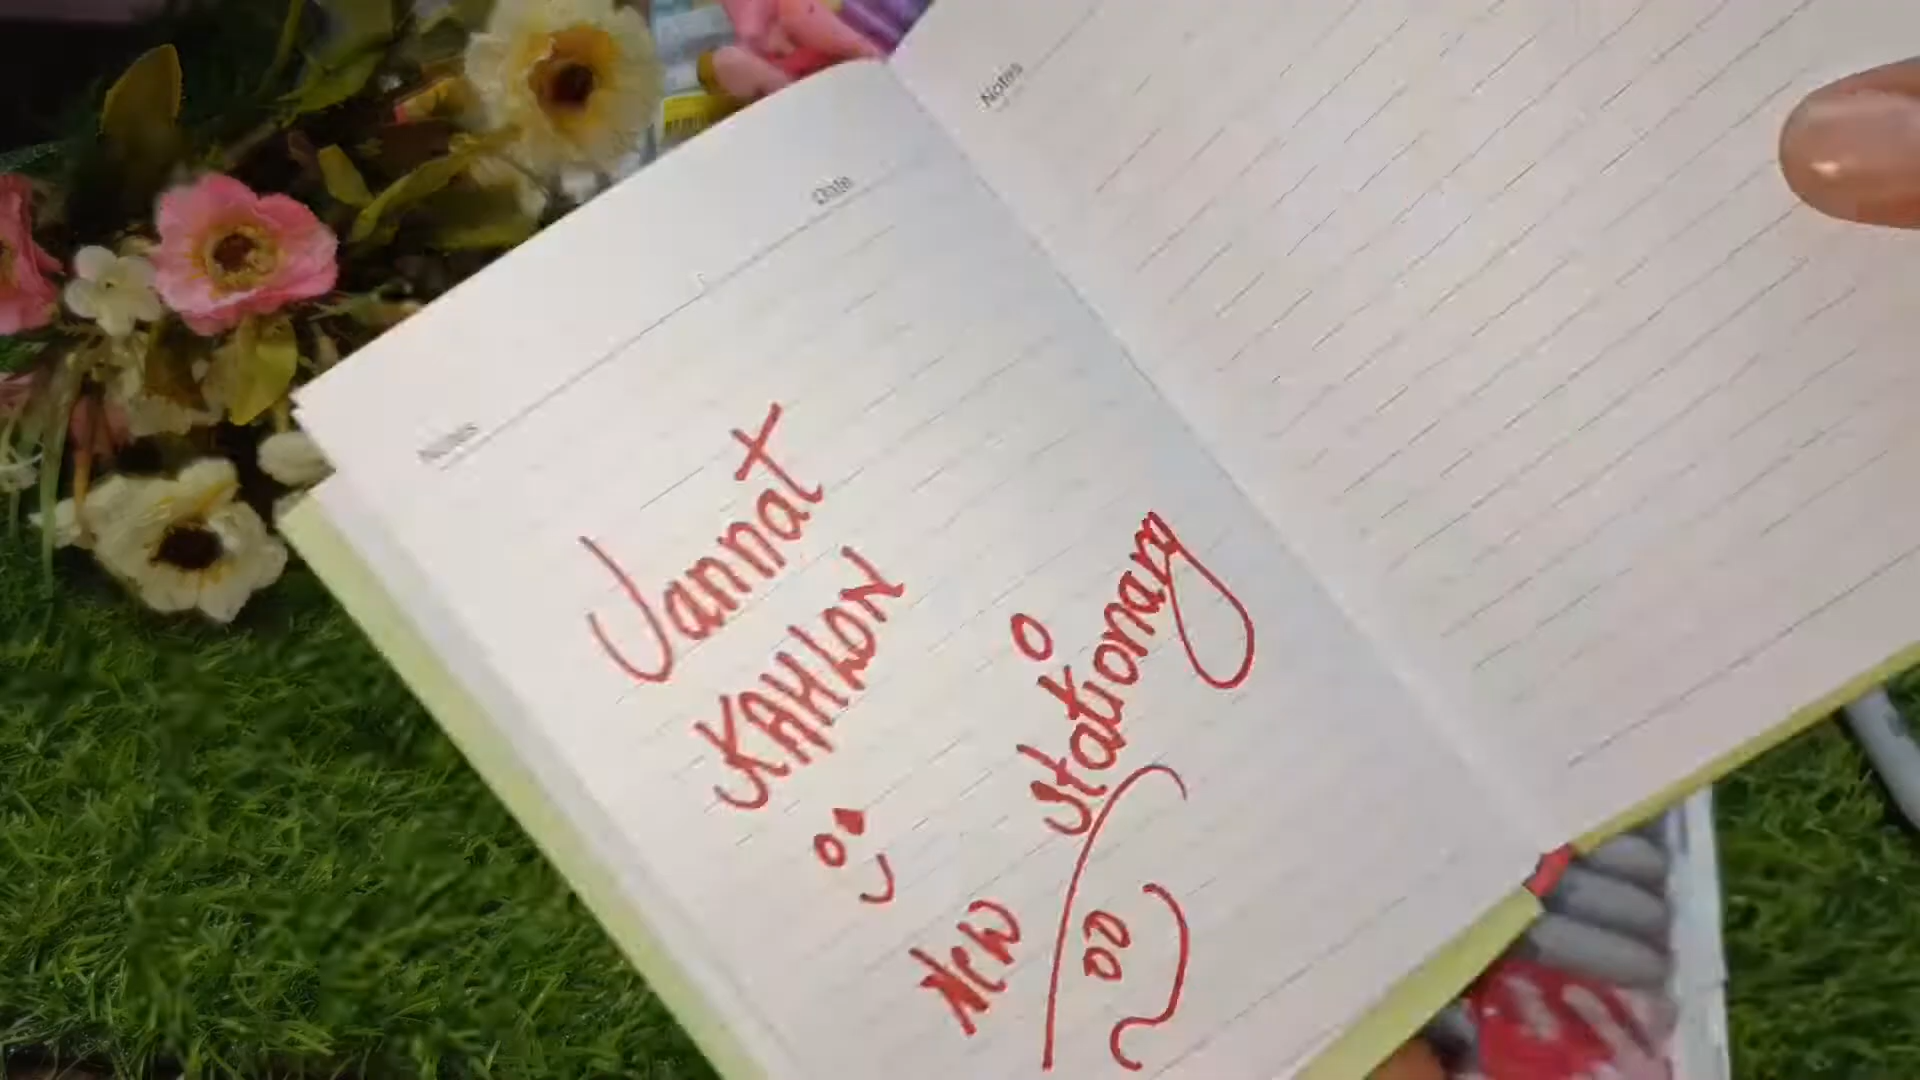 Notes
Date
Notes
Jannat
KAHLON
New
Stationary